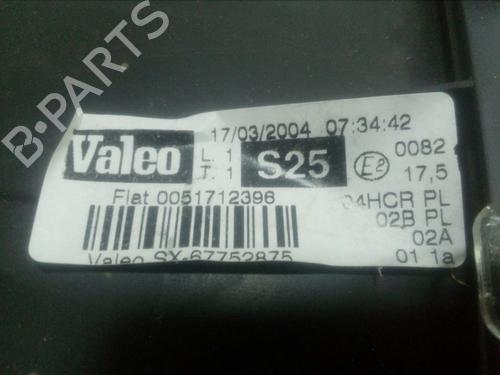 B-PARTS
17/03/2004 07:34:42
Valeo L. 1 S25 E2 0082
T. 1 17,5
Fiat 0051712396 04HCR PL
02B PL
02A
Valeo SX-67752875 01 1a